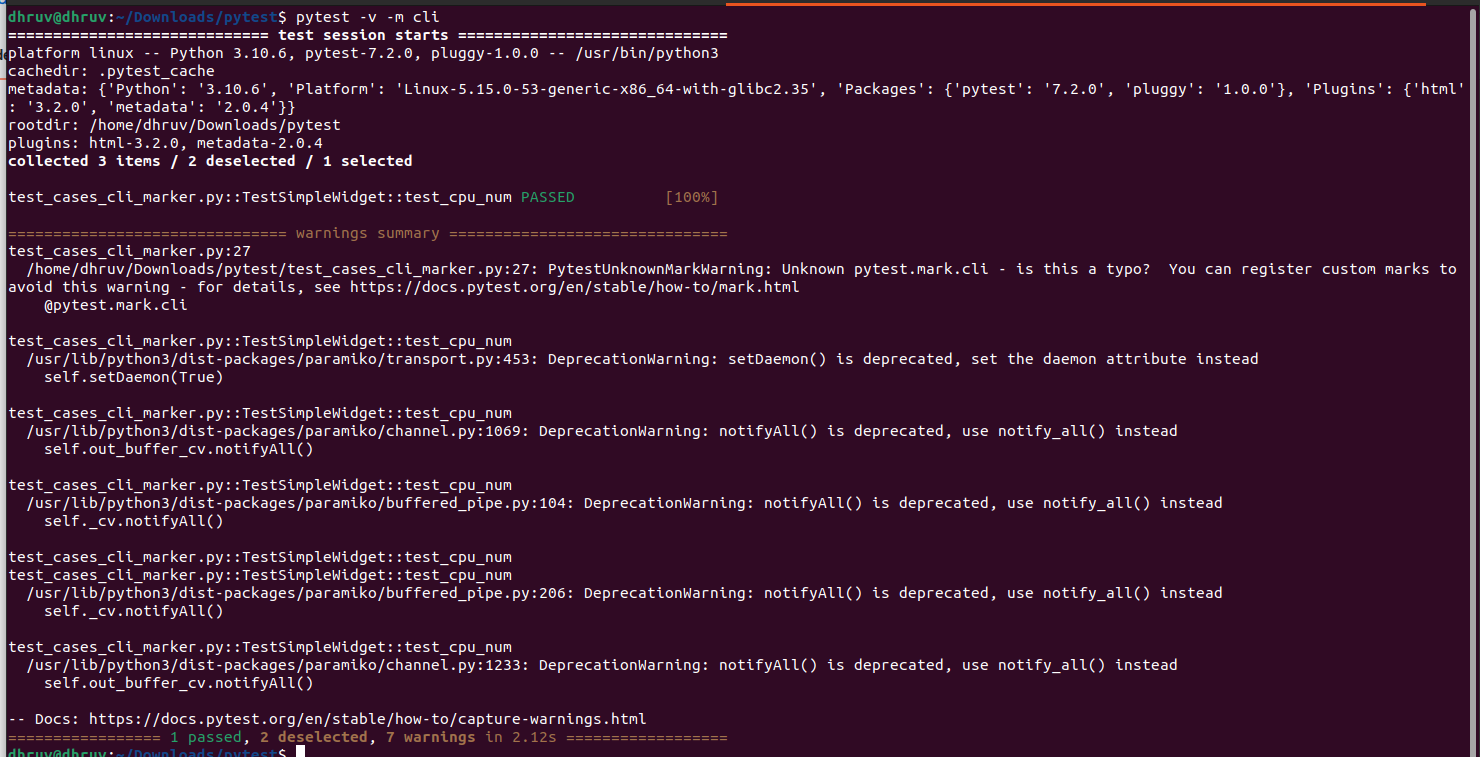 dhruv@dhruv:~/Downloads/pytest$ pytest -v -m cli
============================= test session starts ==============================
platform linux -- Python 3.10.6, pytest-7.2.0, pluggy-1.0.0 -- /usr/bin/python3
cachedir: .pytest_cache
metadata: {'Python': '3.10.6', 'Platform': 'Linux-5.15.0-53-generic-x86_64-with-glibc2.35', 'Packages': {'pytest': '7.2.0', 'pluggy': '1.0.0'}, 'Plugins': {'html'
: '3.2.0', 'metadata': '2.0.4'}}
rootdir: /home/dhruv/Downloads/pytest
plugins: html-3.2.0, metadata-2.0.4
collected 3 items / 2 deselected / 1 selected
test_cases_cli_marker.py::TestSimpleWidget::test_cpu_num PASSED          [100%]
=============================== warnings summary ===============================
test_cases_cli_marker.py:27
  /home/dhruv/Downloads/pytest/test_cases_cli_marker.py:27: PytestUnknownMarkWarning: Unknown pytest.mark.cli - is this a typo?  You can register custom marks to
avoid this warning - for details, see https://docs.pytest.org/en/stable/how-to/mark.html
    @pytest.mark.cli
test_cases_cli_marker.py::TestSimpleWidget::test_cpu_num
  /usr/lib/python3/dist-packages/paramiko/transport.py:453: DeprecationWarning: setDaemon() is deprecated, set the daemon attribute instead
    self.setDaemon(True)
test_cases_cli_marker.py::TestSimpleWidget::test_cpu_num
  /usr/lib/python3/dist-packages/paramiko/channel.py:1069: DeprecationWarning: notifyAll() is deprecated, use notify_all() instead
    self.out_buffer_cv.notifyAll()
test_cases_cli_marker.py::TestSimpleWidget::test_cpu_num
  /usr/lib/python3/dist-packages/paramiko/buffered_pipe.py:104: DeprecationWarning: notifyAll() is deprecated, use notify_all() instead
    self._cv.notifyAll()
test_cases_cli_marker.py::TestSimpleWidget::test_cpu_num
test_cases_cli_marker.py::TestSimpleWidget::test_cpu_num
  /usr/lib/python3/dist-packages/paramiko/buffered_pipe.py:206: DeprecationWarning: notifyAll() is deprecated, use notify_all() instead
    self._cv.notifyAll()
test_cases_cli_marker.py::TestSimpleWidget::test_cpu_num
  /usr/lib/python3/dist-packages/paramiko/channel.py:1233: DeprecationWarning: notifyAll() is deprecated, use notify_all() instead
    self.out_buffer_cv.notifyAll()
-- Docs: https://docs.pytest.org/en/stable/how-to/capture-warnings.html
================= 1 passed, 2 deselected, 7 warnings in 2.12s ==================
dhruv@dhruv:~/Downloads/pytest$